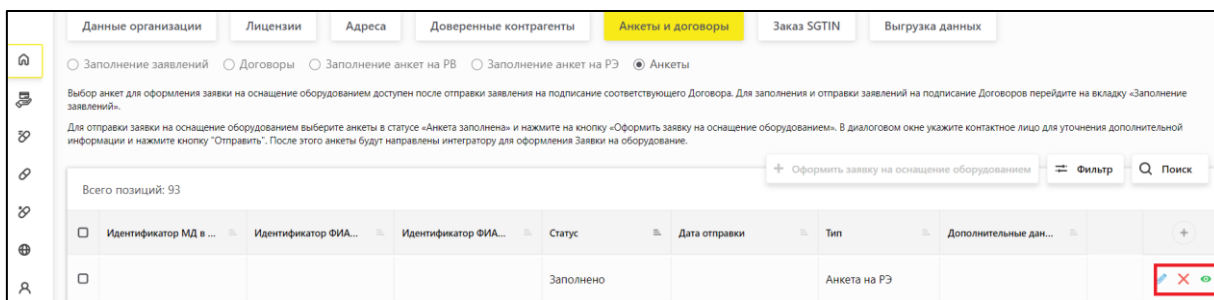 Данные организации Лицензии Адреса Доверенные контрагенты Анкеты и договоры Заказ SGTIN Выгрузка данных
Заполнение заявлений Договоры Заполнение анкет на РВ Заполнение анкет на РЭ Анкеты
Выбор анкет для оформления заявки на оснащение оборудованием доступен после отправки заявления на подписание соответствующего Договора. Для заполнения и отправки заявлений на подписание Договоров перейдите на вкладку «Заполнение
заявлений».
Для отправки заявки на оснащение оборудованием выберите анкеты в статусе «Анкета заполнена» и нажмите на кнопку «Оформить заявку на оснащение оборудованием». В диалоговом окне укажите контактное лицо для уточнения дополнительной
информации и нажмите кнопку "Отправить". После этого анкеты будут направлены интегратору для оформления Заявки на оборудование.
+ Оформить заявку на оснащение оборудованием Фильтр Поиск
Всего позиций: 93
Идентификатор МД в ... Идентификатор ФИА... Идентификатор ФИА... Статус Дата отправки Тип Дополнительные дан...
Заполнено Анкета на РЭ